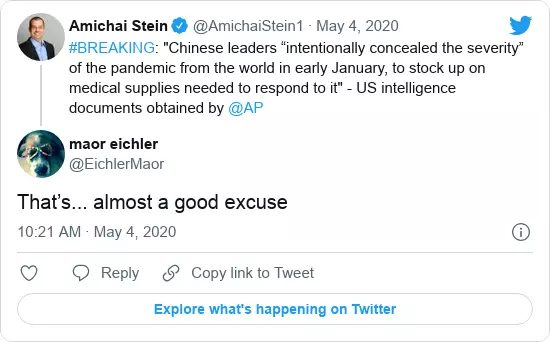 Amichai Stein @AmichaiStein1 · May 4, 2020
#BREAKING: "Chinese leaders “intentionally concealed the severity”
of the pandemic from the world in early January, to stock up on
medical supplies needed to respond to it" - US intelligence
documents obtained by @AP
maor eichler
@EichlerMaor
That’s... almost a good excuse
10:21 AM · May 4, 2020
Reply
Copy link to Tweet
Explore what's happening on Twitter